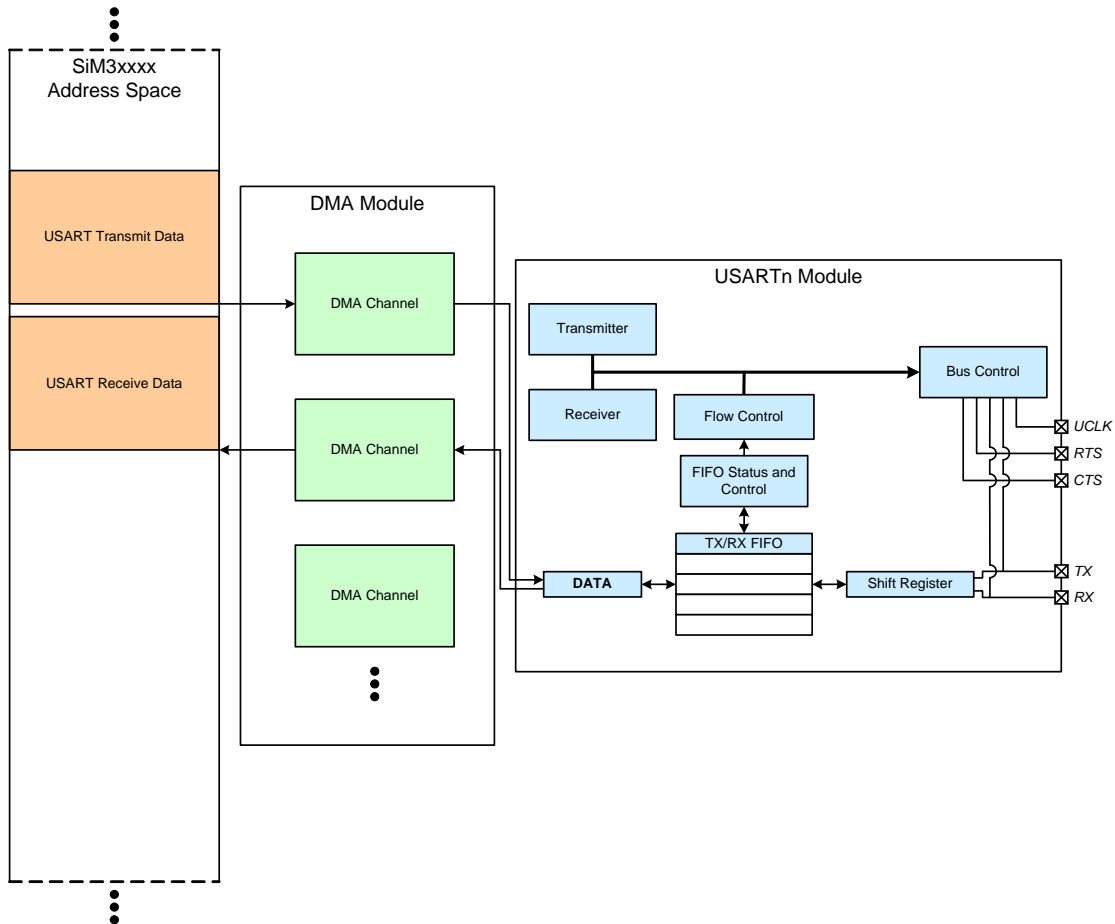 SiM3xxxx
Address Space
USART Transmit Data
USART Receive Data
DMA Module
DMA Channel
DMA Channel
DMA Channel
USARTn Module
Transmitter
Receiver
Bus Control
Flow Control
FIFO Status and
Control
TX/RX FIFO
DATA
Shift Register
UCLK
RTS
CTS
TX
RX